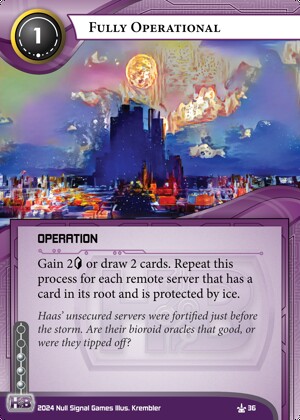 1
Fully Operational
OPERATION
Gain 2 or draw 2 cards. Repeat this
process for each remote server that has a
card in its root and is protected by ice.
Haas' unsecured servers were fortified just before
the storm. Are their bioroid oracles that good, or
were they tipped off?
HB
2024 Null Signal Games Illus. Krembler
36